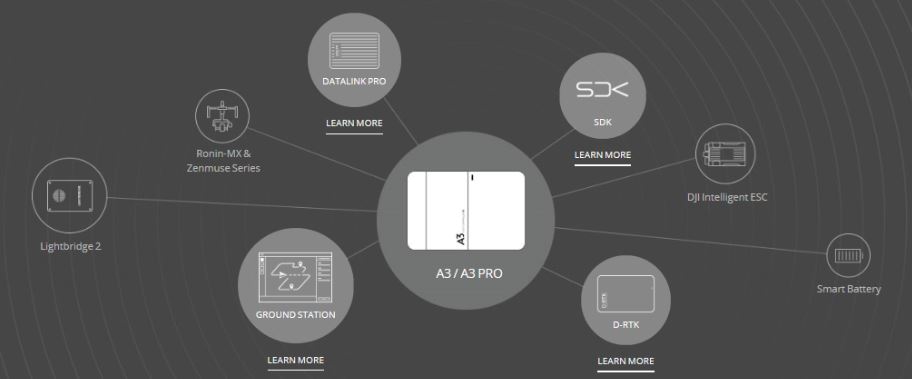 DATALINK PRO
LEARN MORE
SDK
SDK
LEARN MORE
Ronin-MX &
Zenmuse Series
DJI Intelligent ESC
Lightbridge 2
A3
A3 / A3 PRO
GROUND STATION
LEARN MORE
D-RTK
D-RTK
LEARN MORE
Smart Battery